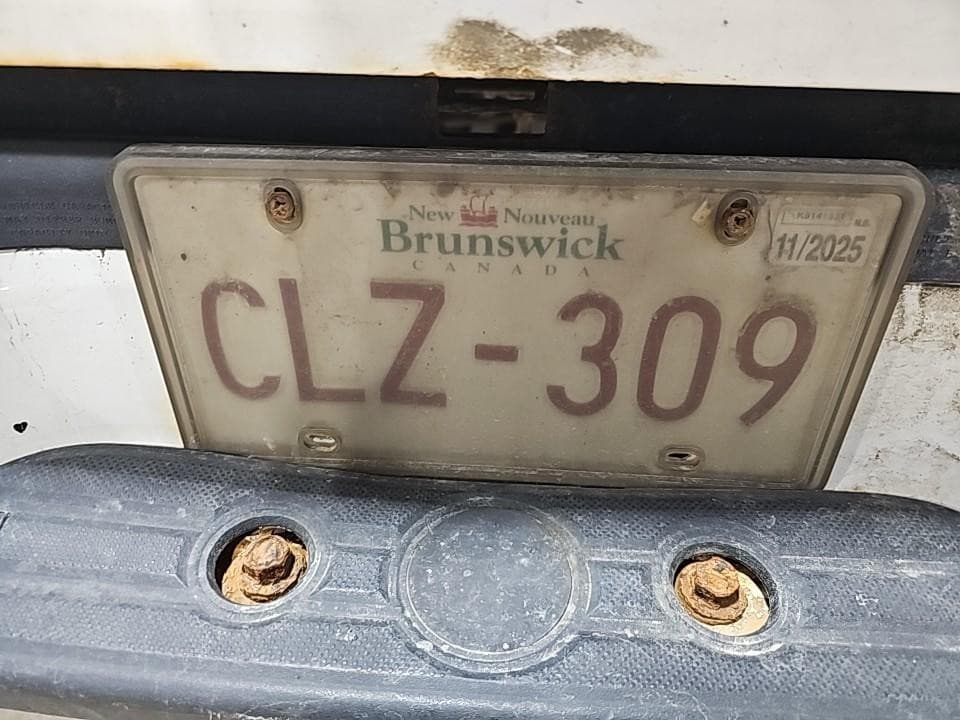 New Nouveau
Brunswick
CANADA
N.B.
11/2025
CLZ-309